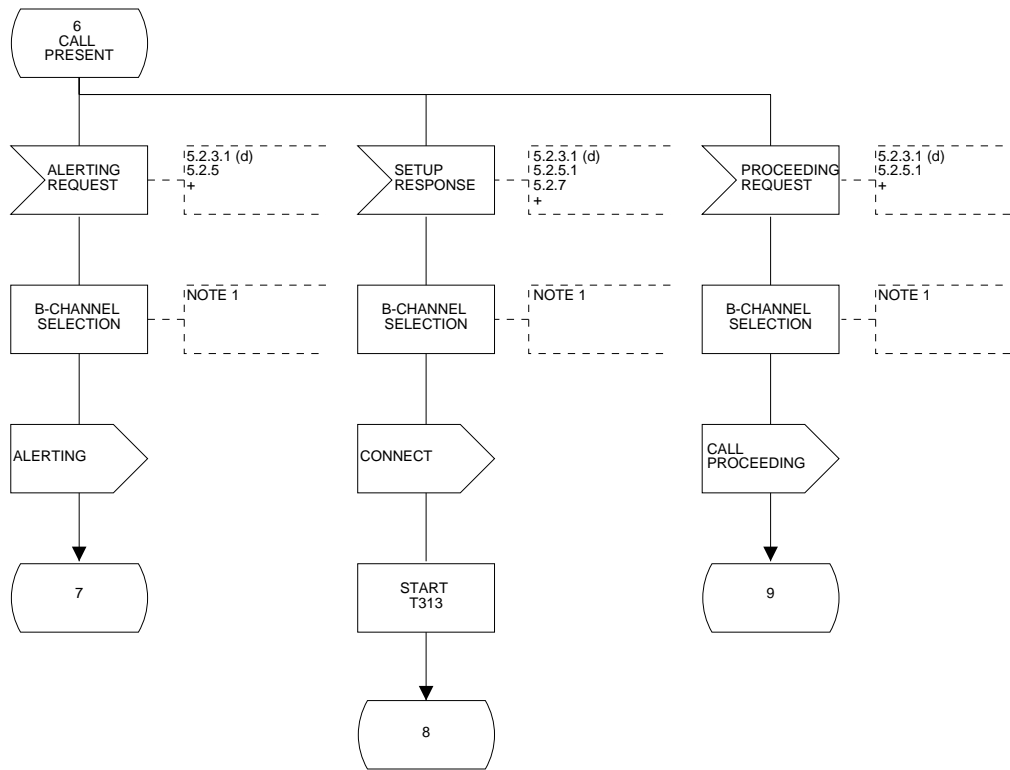 6
CALL
PRESENT
ALERTING
REQUEST
5.2.3.1 (d)
5.2.5
+
SETUP
RESPONSE
5.2.3.1 (d)
5.2.5.1
5.2.7
+
PROCEEDING
REQUEST
5.2.3.1 (d)
5.2.5.1
+
B-CHANNEL
SELECTION
NOTE 1
B-CHANNEL
SELECTION
NOTE 1
B-CHANNEL
SELECTION
NOTE 1
ALERTING
CONNECT
CALL
PROCEEDING
7
START
T313
9
8